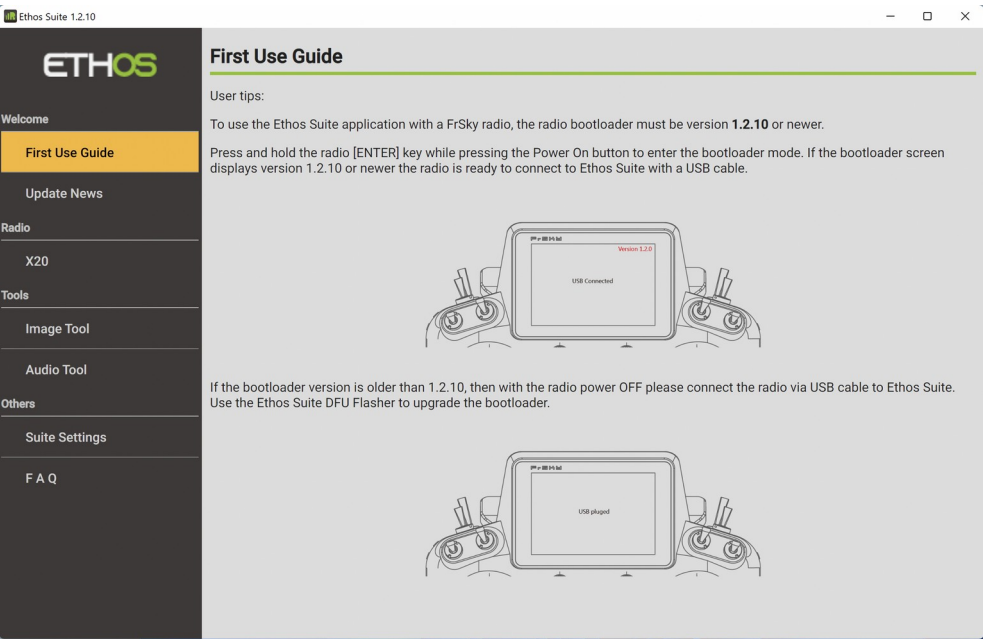 Ethos Suite 1.2.10
ETHOS
Welcome
First Use Guide
Update News
Radio
X20
Tools
Image Tool
Audio Tool
Others
Suite Settings
F A Q
First Use Guide
User tips:
To use the Ethos Suite application with a FrSky radio, the radio bootloader must be version 1.2.10 or newer.
Press and hold the radio [ENTER] key while pressing the Power On button to enter the bootloader mode. If the bootloader screen
displays version 1.2.10 or newer the radio is ready to connect to Ethos Suite with a USB cable.
FrSKY
Version 1.2.0
USB Connected
If the bootloader version is older than 1.2.10, then with the radio power OFF please connect the radio via USB cable to Ethos Suite.
Use the Ethos Suite DFU Flasher to upgrade the bootloader.
FrSKY
USB pluged